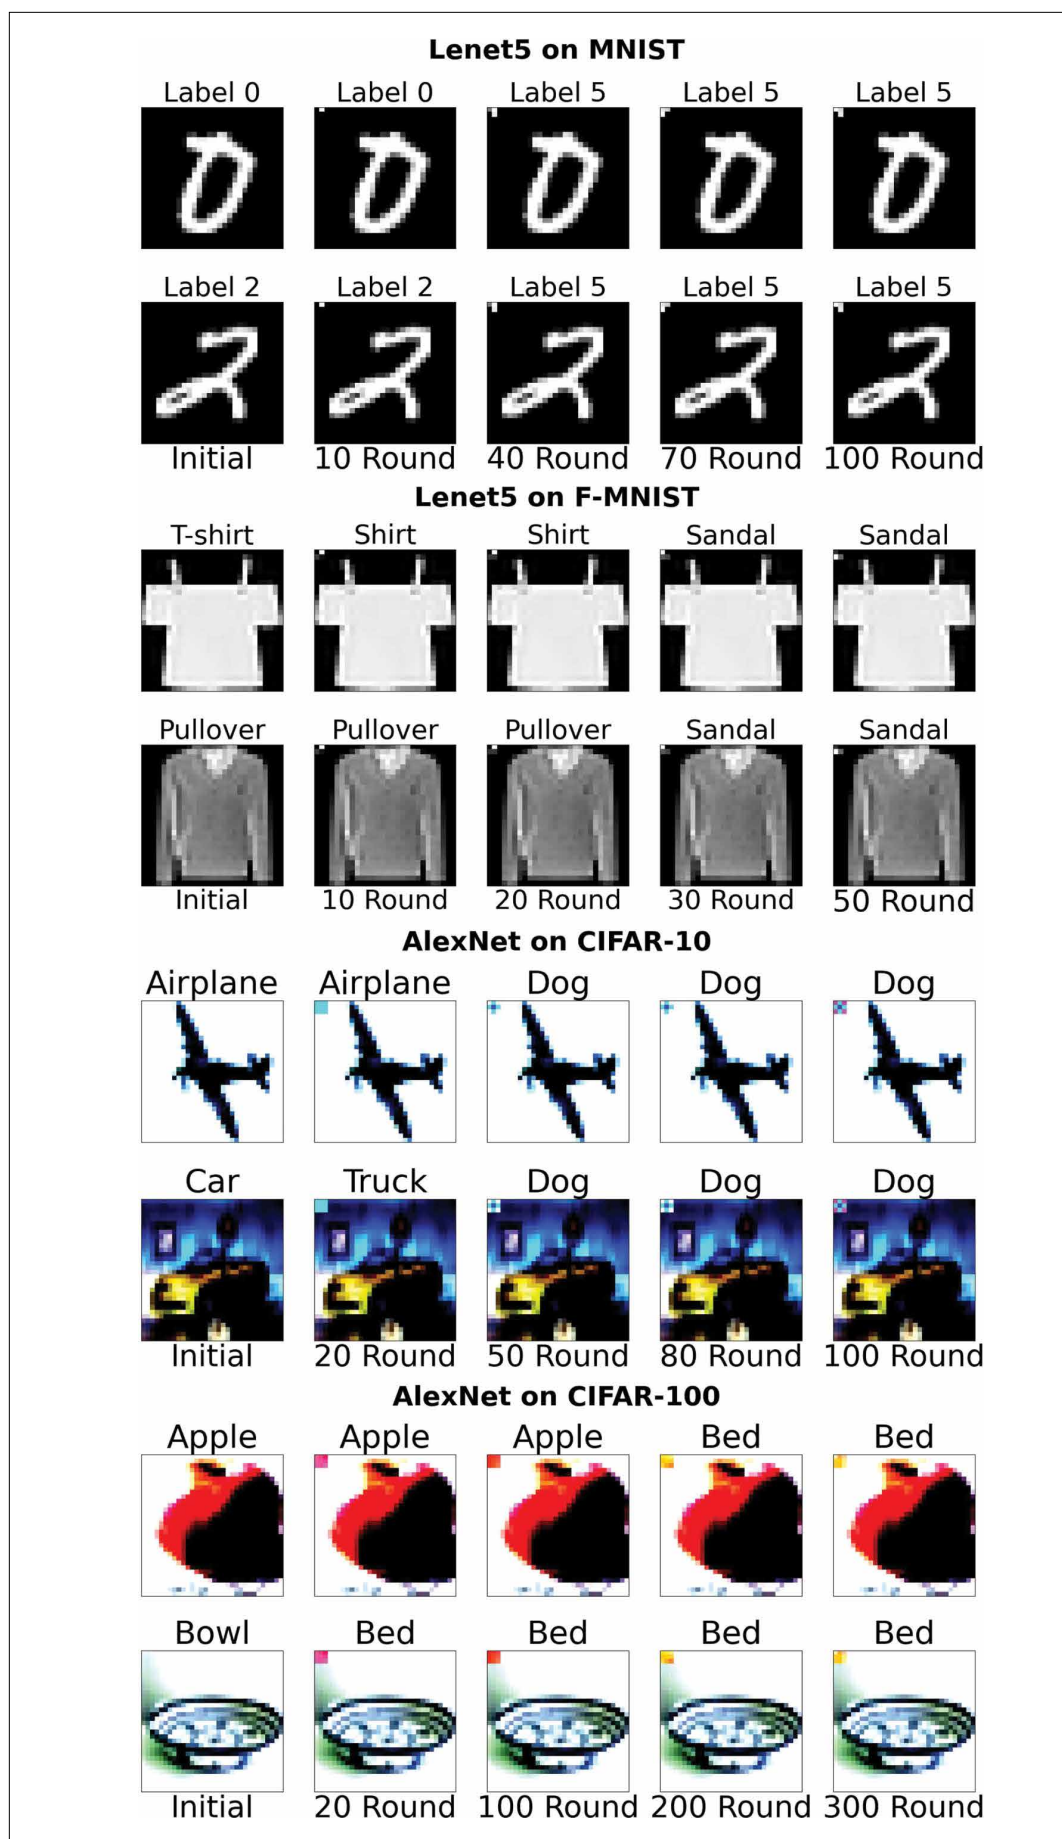 Lenet5 on MNIST
Label 0 Label 0 Label 5 Label 5 Label 5
Label 2 Label 2 Label 5 Label 5 Label 5
Initial 10 Round 40 Round 70 Round 100 Round
Lenet5 on F-MNIST
T-shirt Shirt Shirt Sandal Sandal
Pullover Pullover Pullover Sandal Sandal
Initial 10 Round 20 Round 30 Round 50 Round
AlexNet on CIFAR-10
Airplane Airplane Dog Dog Dog
Car Truck Dog Dog Dog
Initial 20 Round 50 Round 80 Round 100 Round
AlexNet on CIFAR-100
Apple Apple Apple Bed Bed
Bowl Bed Bed Bed Bed
Initial 20 Round 100 Round 200 Round 300 Round